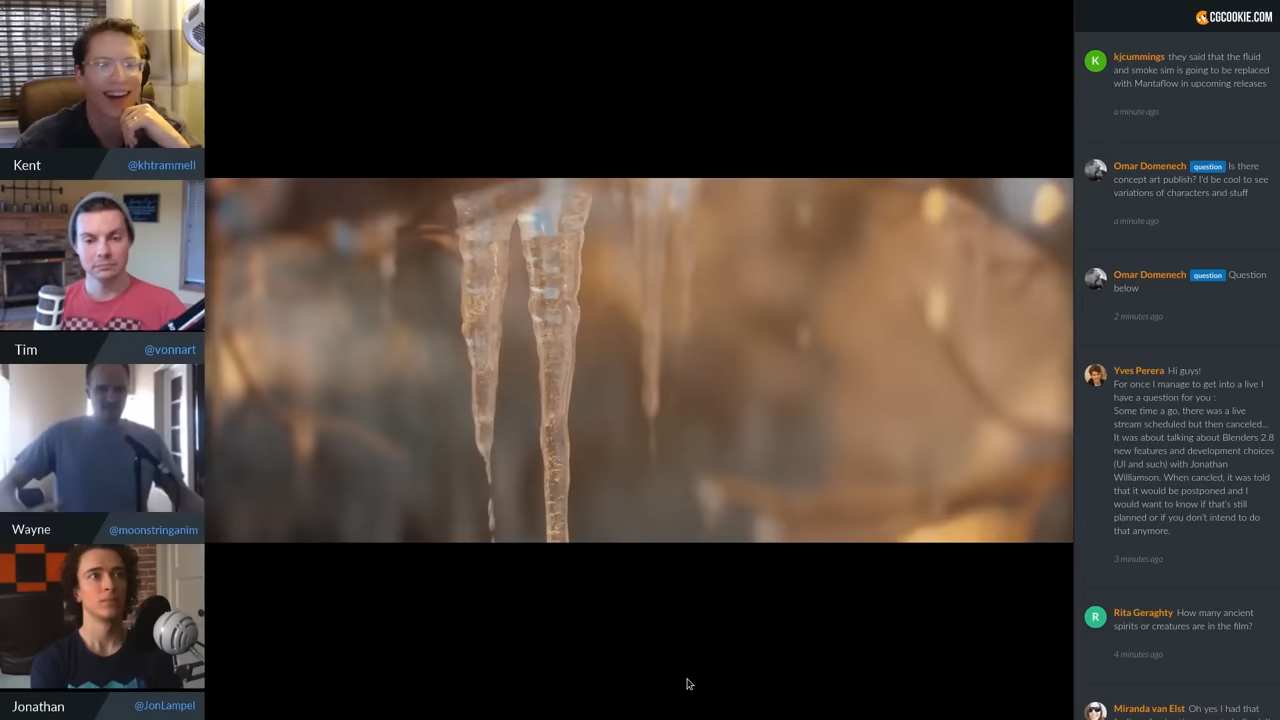 Kent @khtrammell
Tim @vonnart
Wayne @moonstringanim
Jonathan @JonLampel
CGCOOKIE.COM
K kjcummings they said that the fluid
and smoke sim is going to be replaced
with Mantaflow in upcoming releases
a minute ago
Omar Domenech question Is there
concept art publish? I'd be cool to see
variations of characters and stuff
a minute ago
Omar Domenech question Question
below
2 minutes ago
Yves Perera Hi guys!
For once I manage to get into a live I
have a question for you :
Some time a go, there was a live
stream scheduled but then canceled...
It was about talking about Blenders 2.8
new features and development choices
(UI and such) with Jonathan
Williamson. When cancled, it was told
that it would be postponed and I
would want to know if that's still
planned or if you don't intend to do
that anymore.
3 minutes ago
R Rita Geraghty How many ancient
spirits or creatures are in the film?
4 minutes ago
Miranda van Elst Oh yes I had that